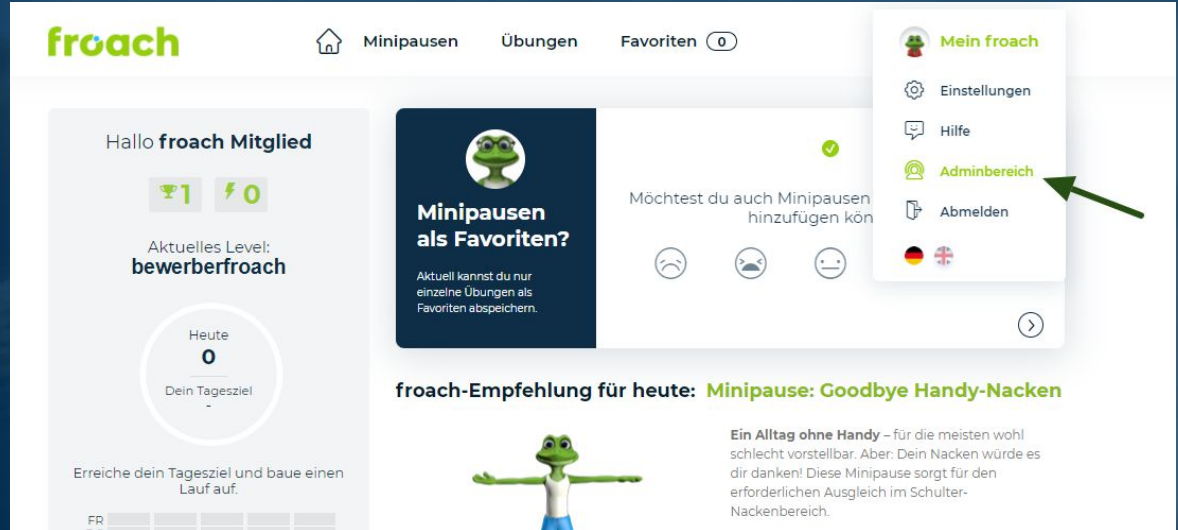 froach
Minipausen
Übungen
Favoriten 0
Mein froach
Einstellungen
Hilfe
Adminbereich
Abmelden
Hallo froach Mitglied
1
0
Aktuelles Level:
bewerberfroach
Heute
0
Dein Tagesziel
-
Erreiche dein Tagesziel und baue einen
Lauf auf.
FR
Minipausen
als Favoriten?
Aktuell kannst du nur
einzelne Übungen als
Favoriten abspeichern.
Möchtest du auch Minipausen
hinzufügen kön
froach-Empfehlung für heute: Minipause: Goodbye Handy-Nacken
Ein Alltag ohne Handy – für die meisten wohl
schlecht vorstellbar. Aber: Dein Nacken würde es
dir danken! Diese Minipause sorgt für den
erforderlichen Ausgleich im Schulter-
Nackenbereich.